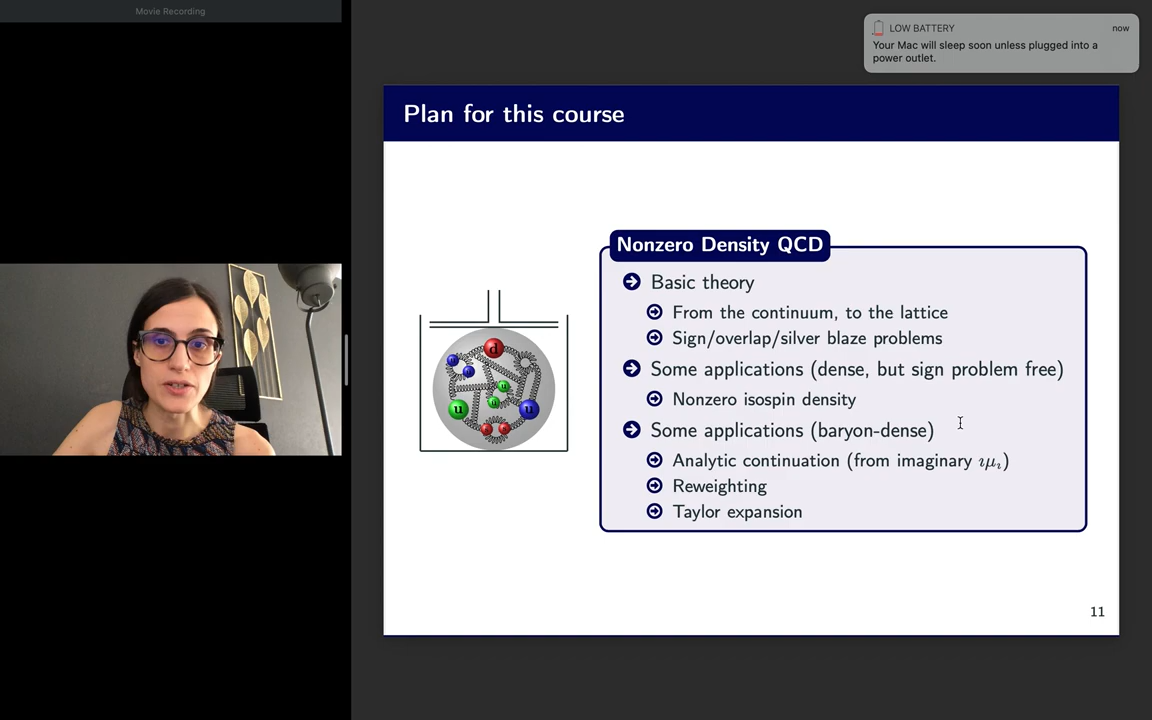 Movie Recording
LOW BATTERY
now
Your Mac will sleep soon unless plugged into a
power outlet.
Plan for this course
Nonzero Density QCD
Basic theory
From the continuum, to the lattice
Sign/overlap/silver blaze problems
Some applications (dense, but sign problem free)
Nonzero isospin density
Some applications (baryon-dense)
Analytic continuation (from imaginary ıμᵢ)
Reweighting
Taylor expansion
d
u
u
u
11